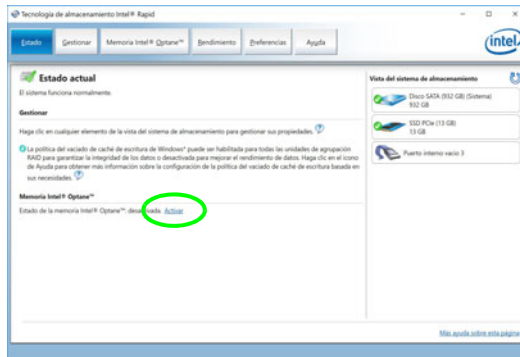 Tecnología de almacenamiento Intel® Rapid
Estado
Gestionar
Memoria Intel® Optane™
Rendimiento
Preferencias
Ayuda
intel.
Estado actual
El sistema funciona normalmente.
Gestionar
Haga clic en cualquier elemento de la vista del sistema de almacenamiento para gestionar sus propiedades.
La política del vaciado de caché de escritura de Windows* puede ser habilitada para todas las unidades de agrupación
RAID para garantizar la integridad de los datos o desactivada para mejorar el rendimiento de datos. Haga clic en el icono
de Ayuda para obtener más información sobre la configuración de la política del vaciado de caché de escritura basada en
sus necesidades.
Memoria Intel® Optane™
Estado de la memoria Intel® Optane™: desactivada. Activar
Vista del sistema de almacenamiento
Disco SATA (932 GB) (Sistema)
932 GB
SSD PCIe (13 GB)
13 GB
Puerto interno vacío 3
Más ayuda sobre esta página